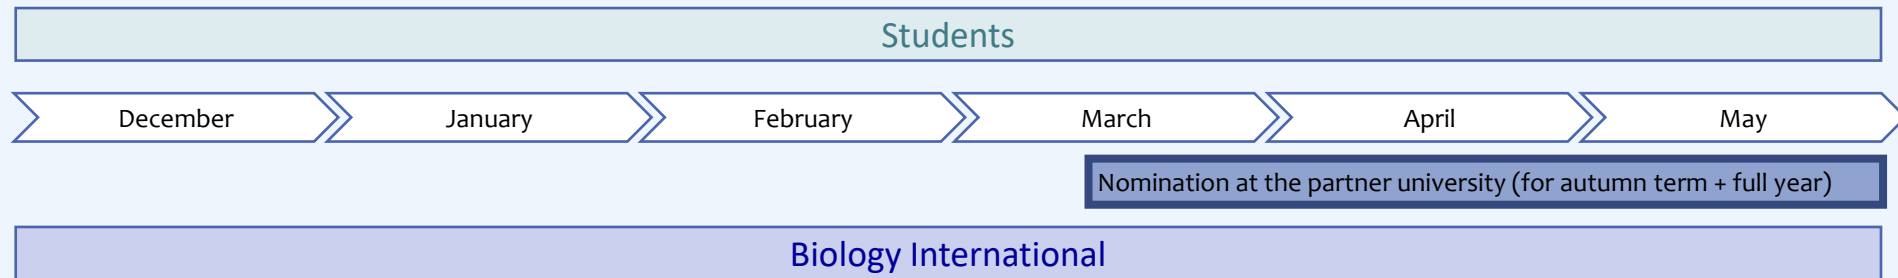 Students
December
January
February
March
April
May
Nomination at the partner university (for autumn term + full year)
Biology International